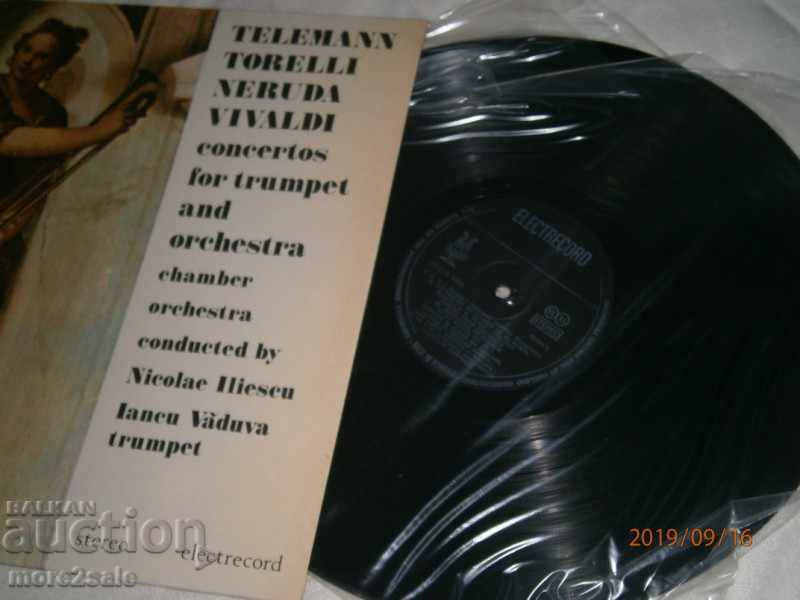 TELEMANN
TORELLI
NERUDA
VIVALDI
concertos
for trumpet
and
orchestra
chamber
orchestra
conducted by
Nicolae Iliescu
Iancu Văduva
trumpet
stereo electrecord
ELECTRECORD
BALKAN
auction
more2sale
2019/09/16